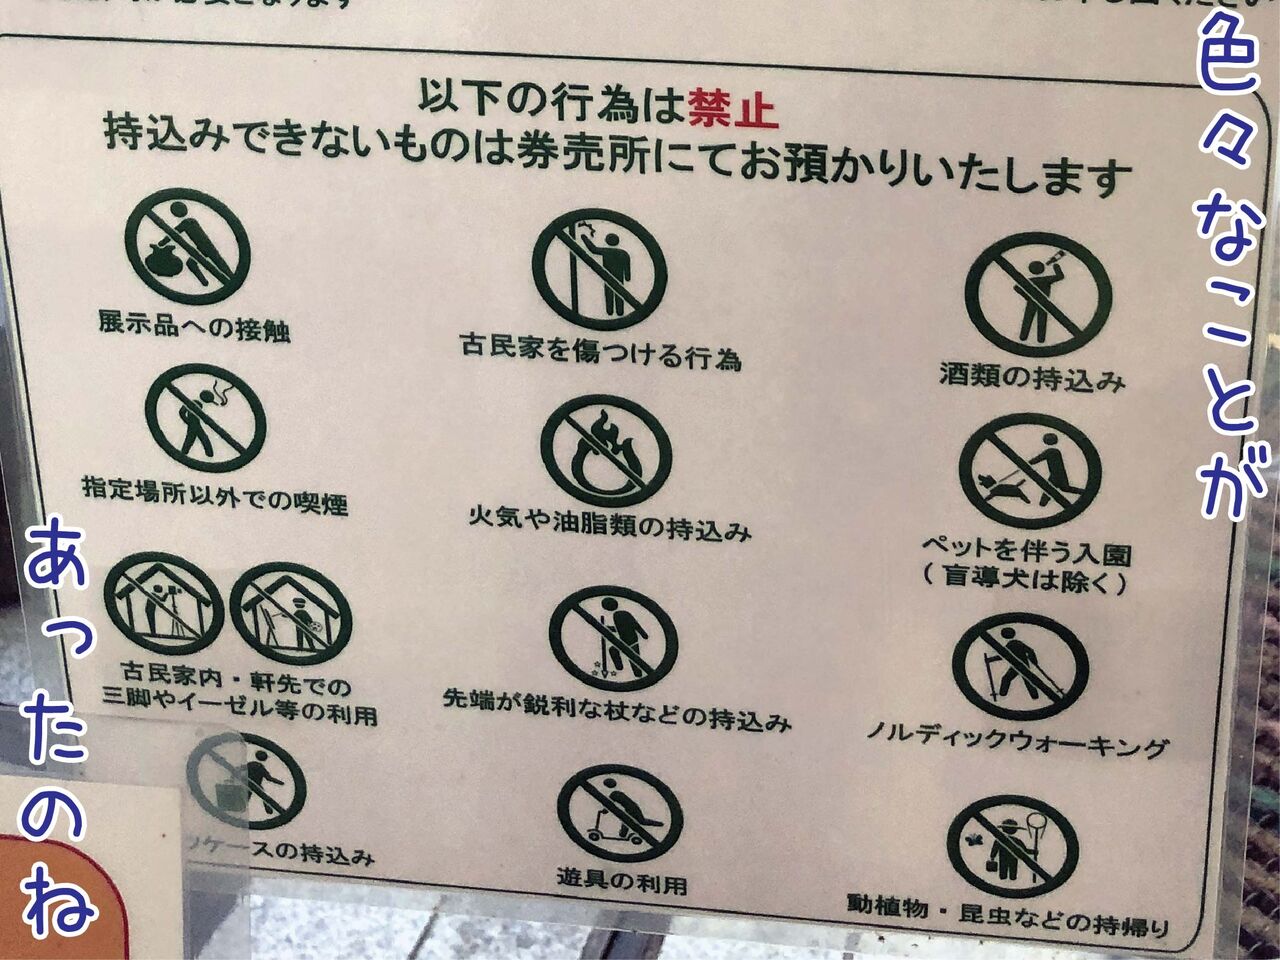 以下の行為は禁止
持込みできないものは券売所にてお預かりいたします
展示品への接触
古民家を傷つける行為
酒類の持込み
指定場所以外での喫煙
火気や油脂類の持込み
ペットを伴う入園
(盲導犬は除く)
古民家内・軒先での
三脚やイーゼル等の利用
先端が鋭利な杖などの持込み
ノルディックウォーキング
ケースの持込み
遊具の利用
動植物・昆虫などの持帰り
色々なことが
あったのね